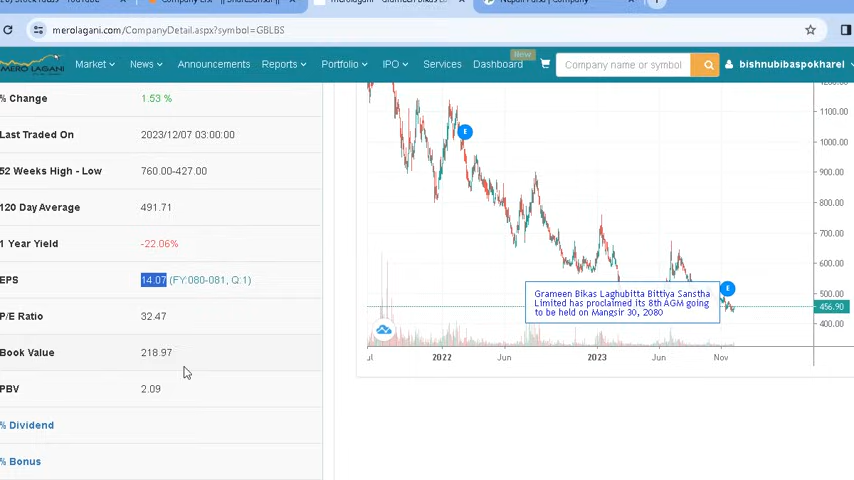 merolagani.com/CompanyDetail.aspx?symbol=GBLBS
MERO LAGANI
Market
News
Announcements
Reports
Portfolio
IPO
Services
Dashboard
New
Company name or symbol
bishnubibaspokharel
% Change 1.53 %
Last Traded On 2023/12/07 03:00:00
52 Weeks High - Low 760.00-427.00
120 Day Average 491.71
1 Year Yield -22.06%
EPS 14.07 (FY:080-081, Q:1)
P/E Ratio 32.47
Book Value 218.97
PBV 2.09
% Dividend
% Bonus
1100.00
1000.00
900.00
800.00
700.00
600.00
500.00
456.90
400.00
E
E
Grameen Bikas Laghubitta Bittiya Sanstha
Limited has proclaimed its 8th AGM going
to be held on Mangsir 30, 2080
2022 Jun 2023 Jun Nov